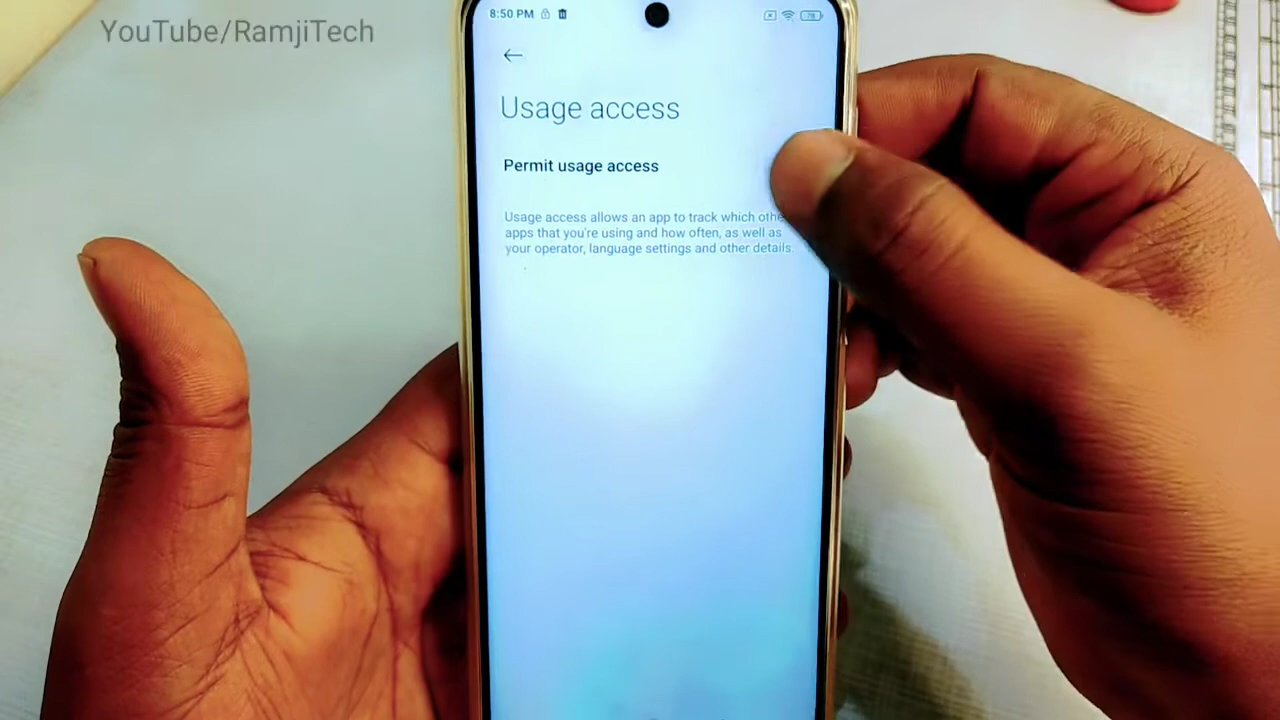 YouTube/RamjiTech
8:50 PM
78
Usage access
Permit usage access
Usage access allows an app to track which othe
apps that you're using and how often, as well as
your operator, language settings and other details.